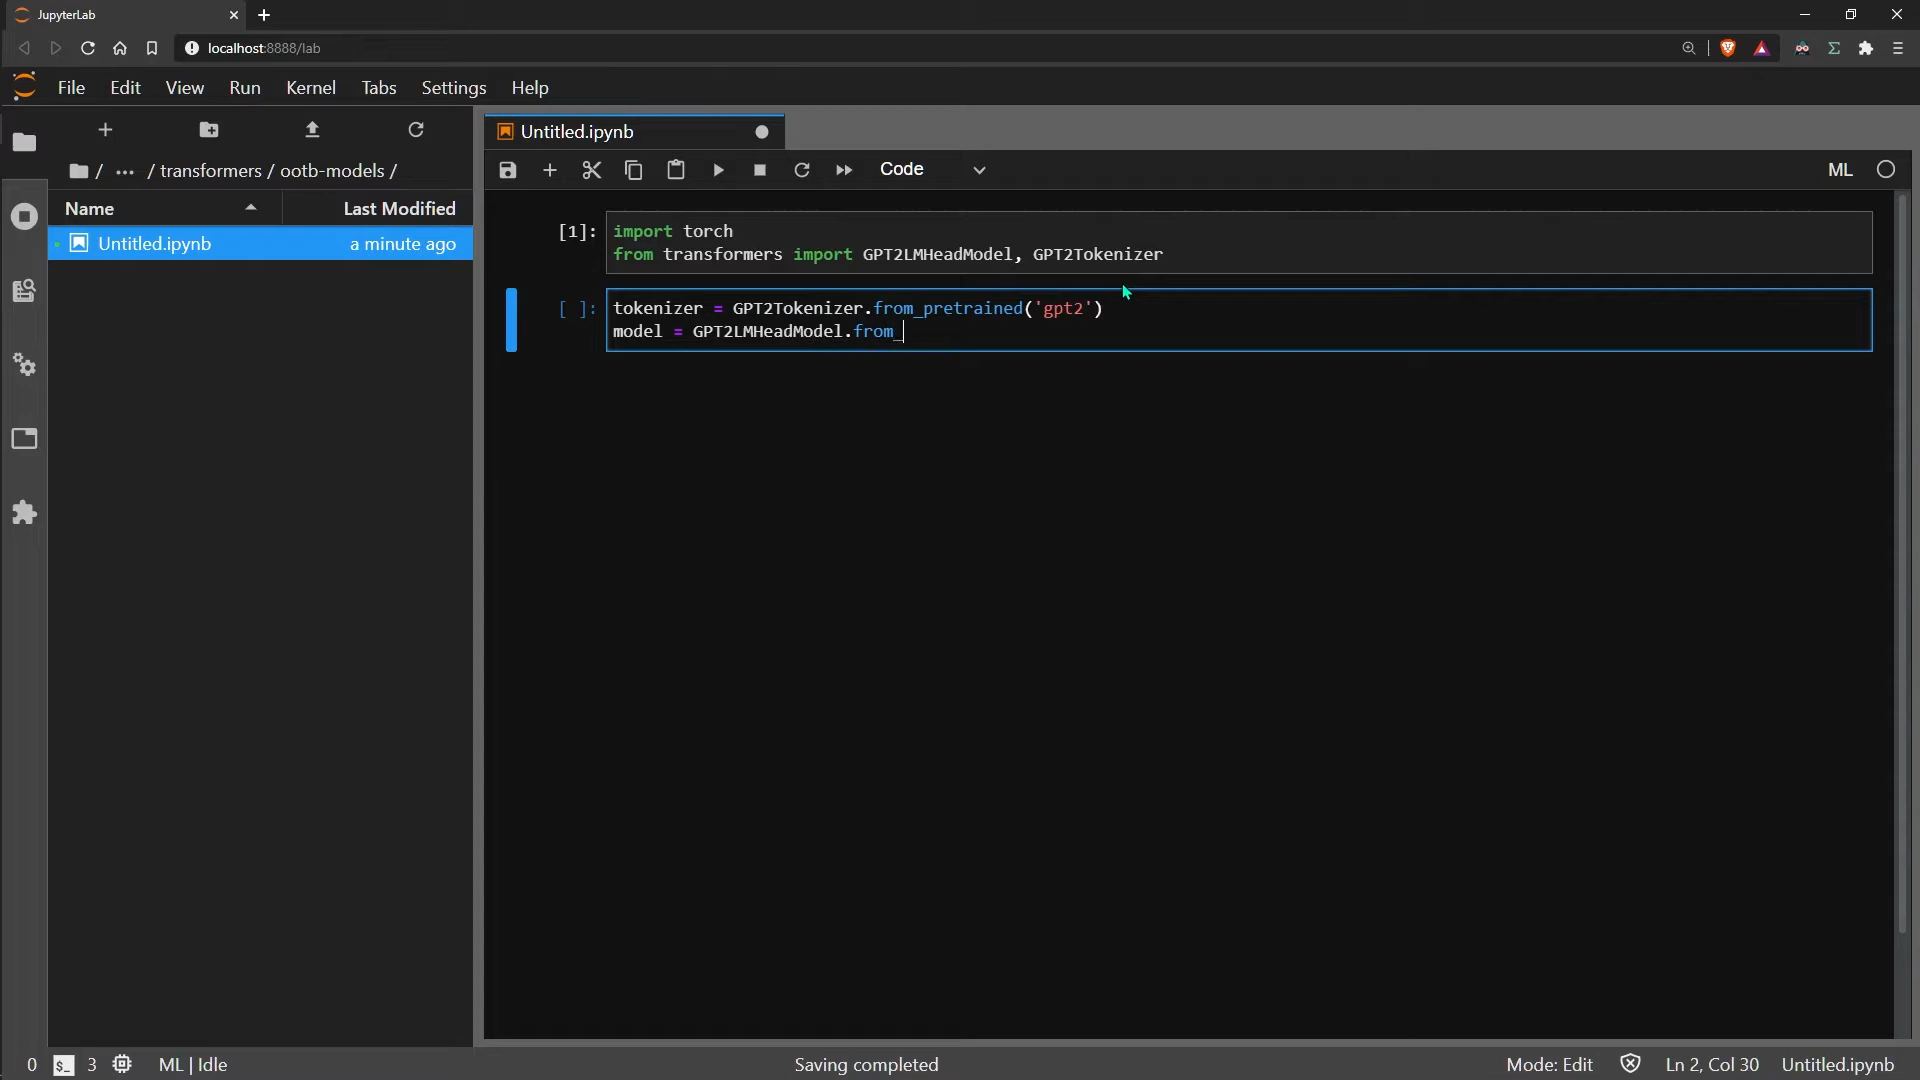 JupyterLab
localhost:8888/lab
File Edit View Run Kernel Tabs Settings Help
/ ... / transformers / ootb-models /
Name Last Modified
Untitled.ipynb a minute ago
Untitled.ipynb
Code ML
[1]: import torch
from transformers import GPT2LMHeadModel, GPT2Tokenizer
[ ]: tokenizer = GPT2Tokenizer.from_pretrained('gpt2')
model = GPT2LMHeadModel.from_
0 $_ 3 ML | Idle Saving completed Mode: Edit Ln 2, Col 30 Untitled.ipynb